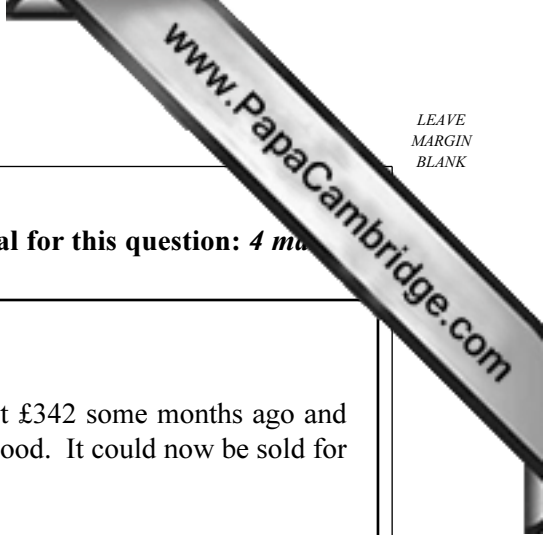 www.PapaCambridge.com
LEAVE
MARGIN
BLANK
al for this question: 4
t £342 some months ago and
ood. It could now be sold for